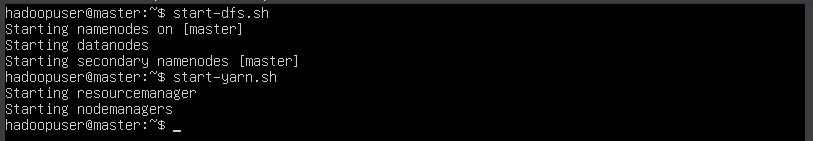 hadoopuser@master:~$ start-dfs.sh
Starting namenodes on [master]
Starting datanodes
Starting secondary namenodes [master]
hadoopuser@master:~$ start-yarn.sh
Starting resourcemanager
Starting nodemanagers
hadoopuser@master:~$ _